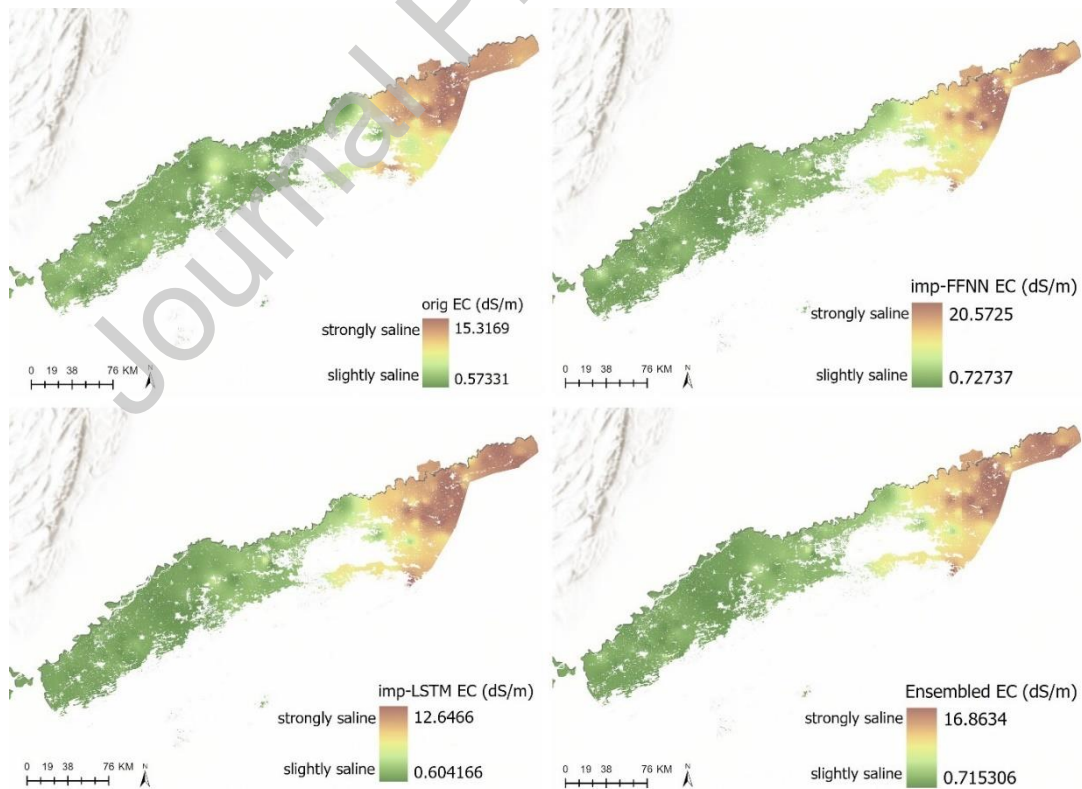 Journal P
orig EC (dS/m)
strongly saline 15.3169
slightly saline 0.57331
0 19 38 76 KM N
imp-FFNN EC (dS/m)
strongly saline 20.5725
slightly saline 0.72737
0 19 38 76 KM N
imp-LSTM EC (dS/m)
strongly saline 12.6466
slightly saline 0.604166
0 19 38 76 KM N
Ensembled EC (dS/m)
strongly saline 16.8634
slightly saline 0.715306
0 19 38 76 KM N